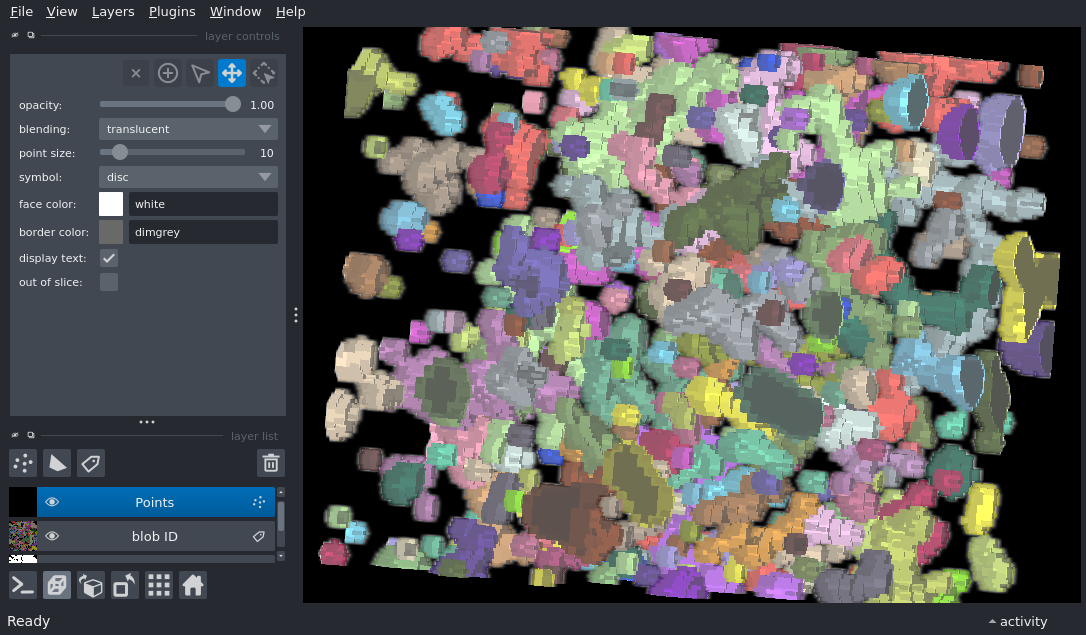 File View Layers Plugins Window Help
layer controls
opacity: 1.00
blending: translucent
point size: 10
symbol: disc
face color: white
border color: dimgrey
display text:
out of slice:
layer list
Points
blob ID
Ready
activity